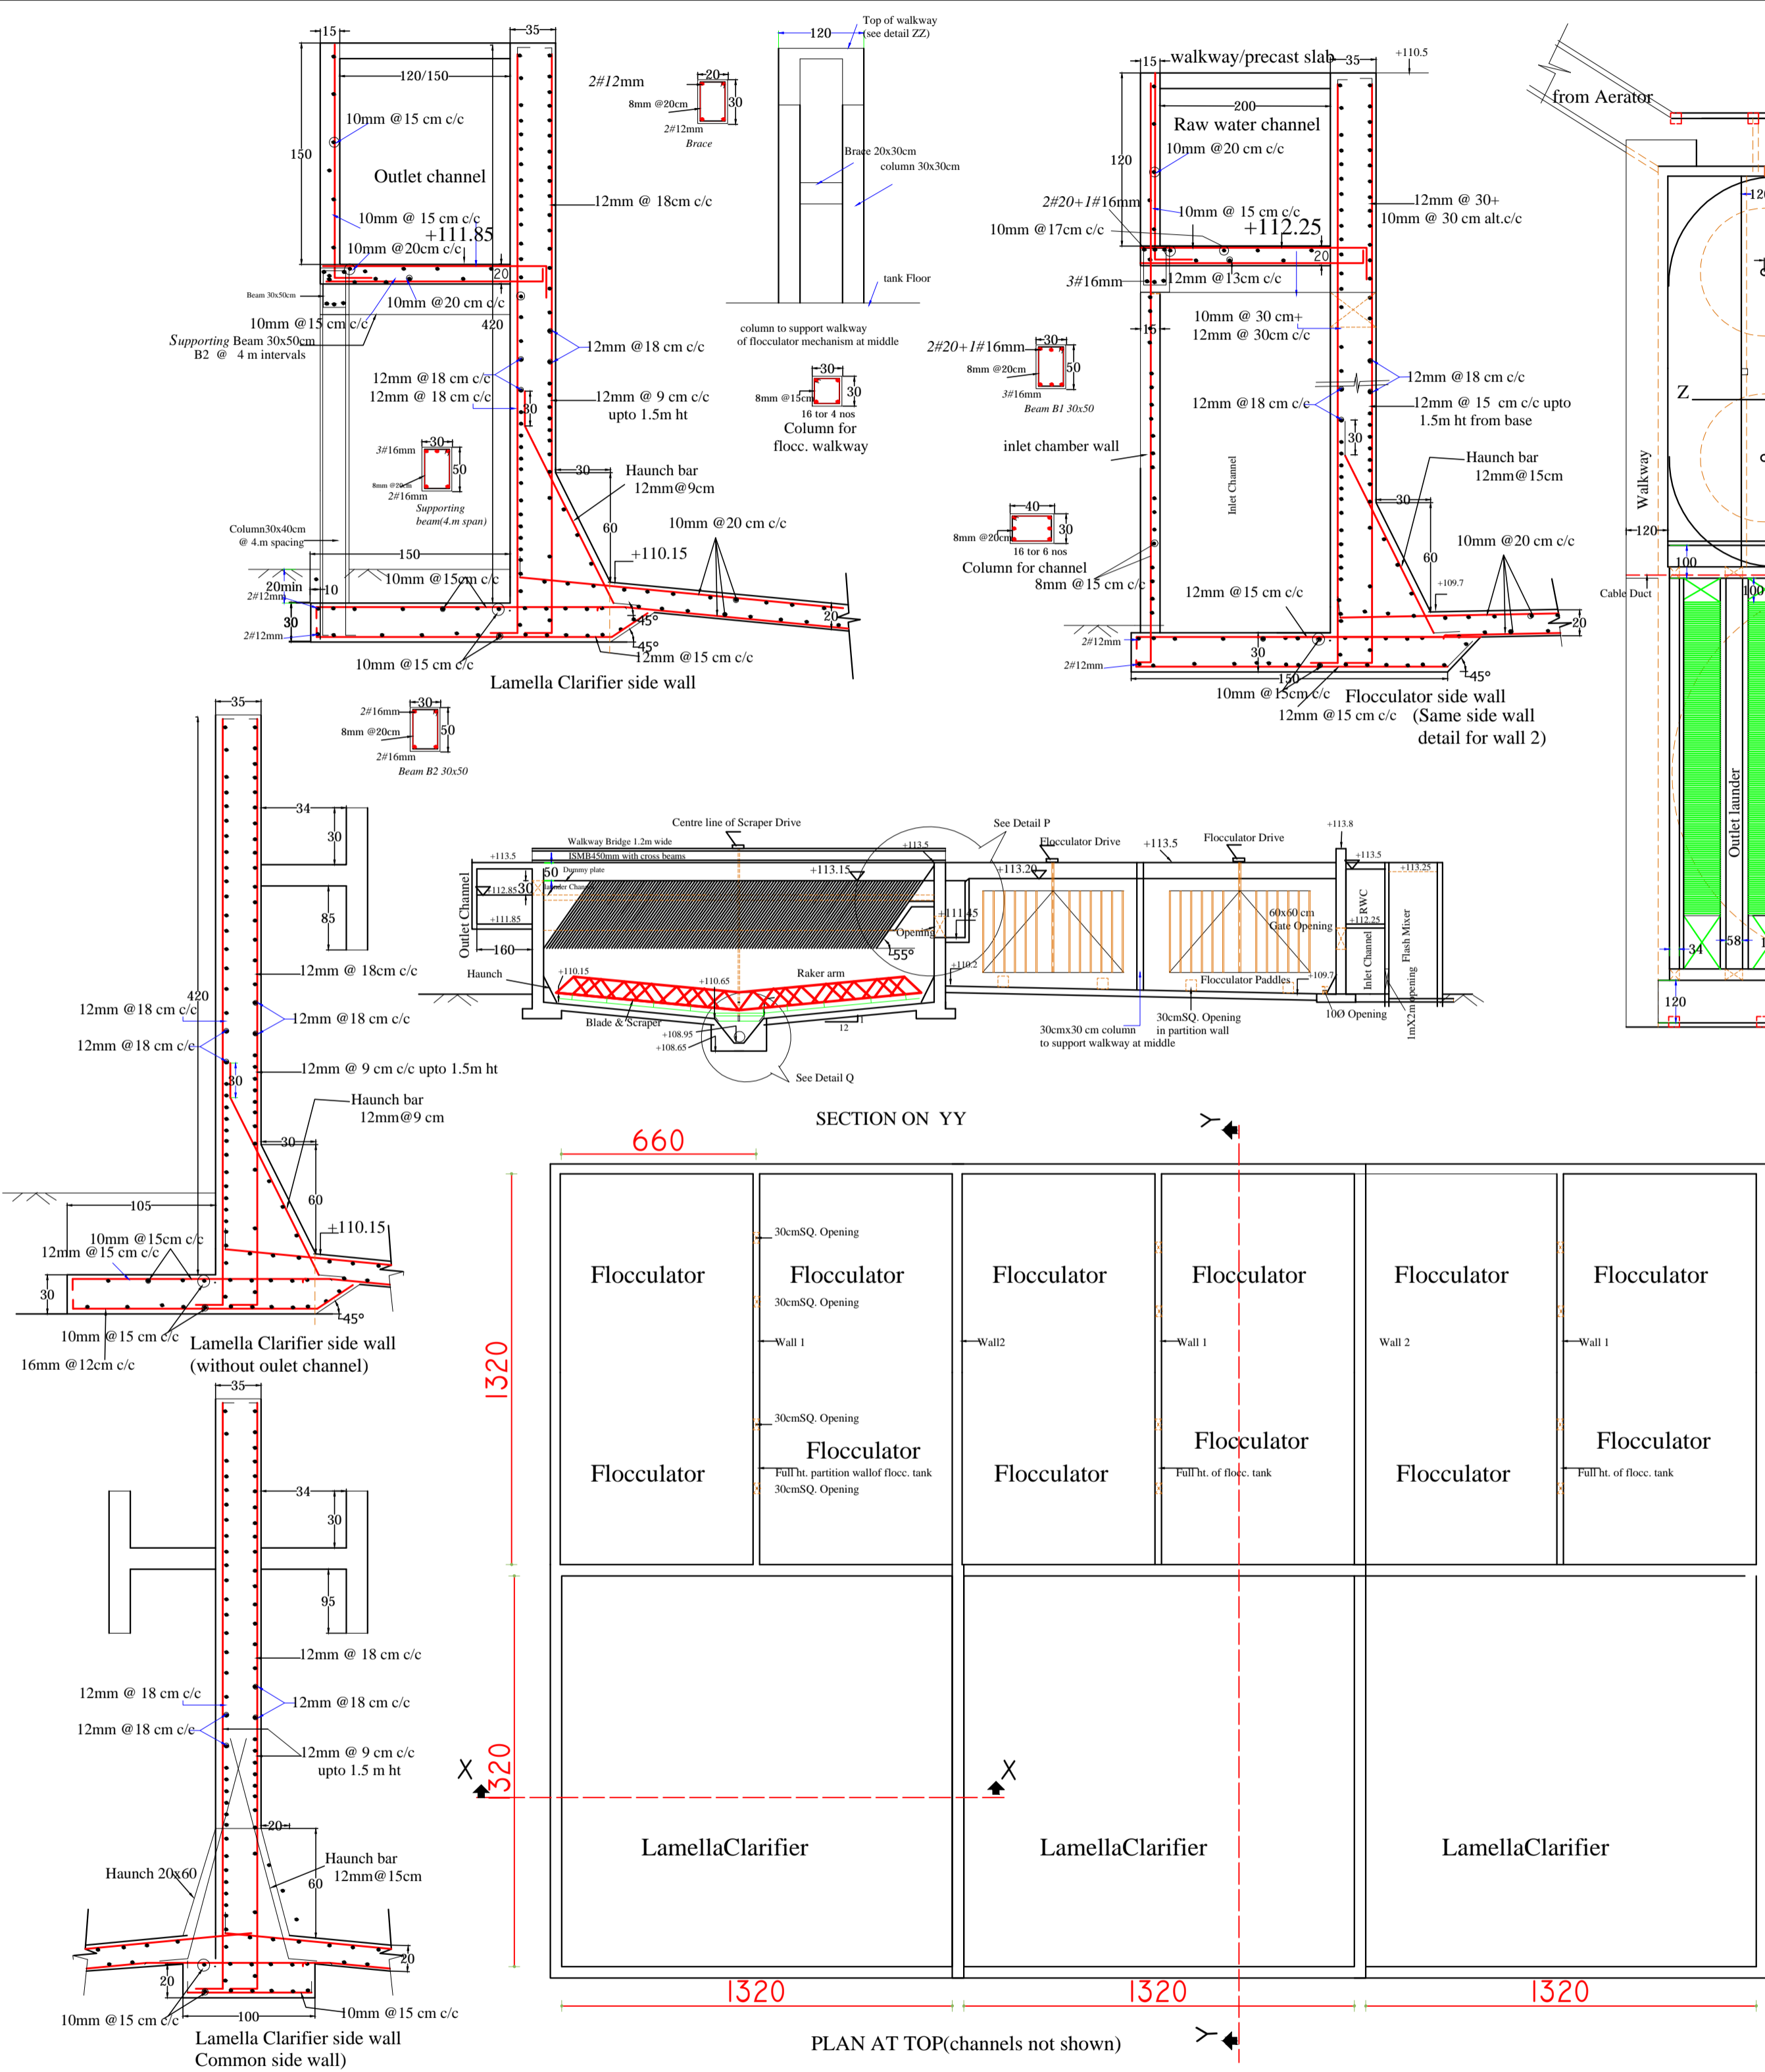 15
35
120/150
10mm @15 cm c/c
150
Outlet channel
10mm @ 15 cm c/c
+111.85
10mm @20cm c/c
20
Beam 30x50cm
10mm @20 cm c/c
10mm @15 cm c/c
420
Supporting Beam 30x50cm
B2 @ 4 m intervals
12mm @ 18cm c/c
12mm @18 cm c/c
12mm @18 cm c/c
12mm @ 18 cm c/c
30
12mm @ 9 cm c/c
upto 1.5m ht
30
3#16mm
50
8mm @20cm
2#16mm
Supporting
beam(4.m span)
30
Haunch bar
12mm@9cm
60
10mm @20 cm c/c
Column30x40cm
@ 4.m spacing
150
+110.15
20min
10
10mm @15cm c/c
2#12mm
30
2#12mm
20
45°
45°
10mm @15 cm c/c
12mm @15 cm c/c
Lamella Clarifier side wall
2#12mm
20
8mm @20cm
30
2#12mm
Brace
120
Top of walkway
(see detail ZZ)
Brace 20x30cm
column 30x30cm
tank Floor
column to support walkway
of flocculator mechanism at middle
30
8mm @15cm
30
16 tor 4 nos
Column for
flocc. walkway
15
walkway/precast slab
35
+110.5
200
Raw water channel
10mm @20 cm c/c
120
2#20+1#16mm
10mm @ 15 cm c/c
+112.25
10mm @17cm c/c
20
3#16mm
12mm @13cm c/c
12mm @ 30+
10mm @ 30 cm alt.c/c
15
10mm @ 30 cm+
12mm @ 30cm c/c
2#20+1#16mm
30
8mm @20cm
50
3#16mm
Beam B1 30x50
12mm @18 cm c/c
12mm @18 cm c/c
12mm @ 15 cm c/c upto
1.5m ht from base
30
inlet chamber wall
Inlet Channel
Haunch bar
12mm@15cm
30
60
40
8mm @20cm
30
16 tor 6 nos
Column for channel
8mm @15 cm c/c
10mm @20 cm c/c
+109.7
12mm @15 cm c/c
20
2#12mm
2#12mm
30
150
45°
10mm @15cm c/c
12mm @15 cm c/c
Flocculator side wall
(Same side wall
detail for wall 2)
from Aerator
Z
Walkway
120
100
Cable Duct
100
Outlet launder
34
58
120
35
2#16mm
30
8mm @20cm
50
2#16mm
Beam B2 30x50
34
30
85
12mm @ 18cm c/c
420
12mm @18 cm c/c
12mm @18 cm c/c
12mm @18 cm c/c
30
12mm @ 9 cm c/c upto 1.5m ht
Haunch bar
12mm@9 cm
30
60
105
+110.15
10mm @15cm c/c
12mm @15 cm c/c
30
45°
10mm @15 cm c/c
16mm @12cm c/c
Lamella Clarifier side wall
(without oulet channel)
35
34
30
95
12mm @ 18 cm c/c
12mm @ 18 cm c/c
12mm @18 cm c/c
12mm @18 cm c/c
12mm @ 9 cm c/c
upto 1.5 m ht
20
Haunch 20x60
Haunch bar
12mm@15cm
60
20
20
10mm @15 cm c/c
100
10mm @15 cm c/c
Lamella Clarifier side wall
Common side wall)
Centre line of Scraper Drive
See Detail P
Flocculator Drive
Flocculator Drive
+113.8
Walkway Bridge 1.2m wide
+113.5
ISMB450mm with cross beams
+113.5
+113.5
+113.5
+113.25
50
Dummy plate
+113.15
+113.20
+112.85
30
Outlet Channel
+111.85
+111.45
160
Opening
60x60 cm
Gate Opening
+112.25
RWC
Inlet Channel
1mX2m opening Flash Mixer
55°
Haunch
+110.15
+110.65
Raker arm
+110.2
Flocculator Paddles
+109.7
Blade & Scraper
12
1
+108.95
+108.65
30cmx30 cm column
to support walkway at middle
30cmSQ. Opening
in partition wall
10Ø Opening
See Detail Q
SECTION ON YY
Y
660
1320
Flocculator
30cmSQ. Opening
Flocculator
30cmSQ. Opening
Wall 1
Wall2
Flocculator
Flocculator
Wall 1
Flocculator
Flocculator
Wall 2
Wall 1
30cmSQ. Opening
Flocculator
Flocculator
Full ht. partition wallof flocc. tank
30cmSQ. Opening
Flocculator
Flocculator
Full ht. of flocc. tank
Flocculator
Flocculator
Full ht. of flocc. tank
X
1320
X
LamellaClarifier
LamellaClarifier
LamellaClarifier
1320
1320
1320
PLAN AT TOP(channels not shown)
Y